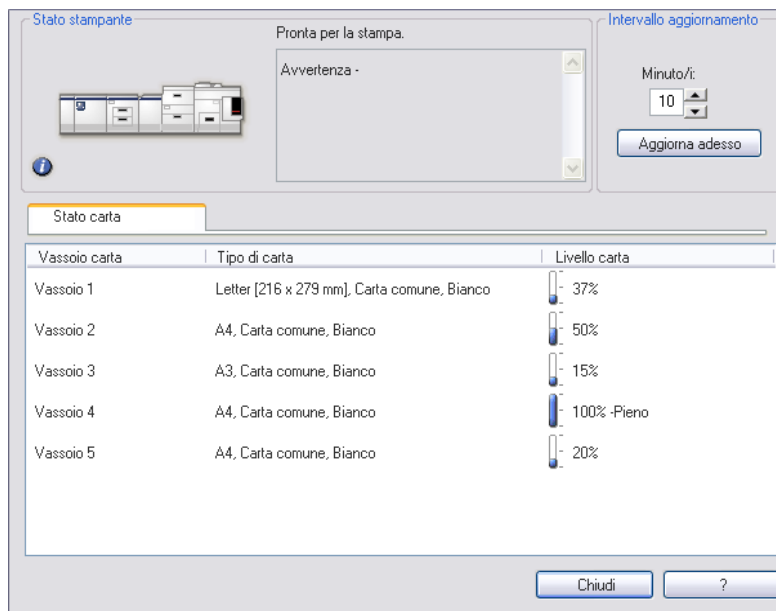 Stato stampante
Pronta per la stampa.
Avvertenza -
Intervallo aggiornamento
Minuto/i:
10
Aggiorna adesso
Stato carta
Vassoio carta Tipo di carta Livello carta
Vassoio 1 Letter [216 x 279 mm], Carta comune, Bianco 37%
Vassoio 2 A4, Carta comune, Bianco 50%
Vassoio 3 A3, Carta comune, Bianco 15%
Vassoio 4 A4, Carta comune, Bianco 100% -Pieno
Vassoio 5 A4, Carta comune, Bianco 20%
Chiudi ?